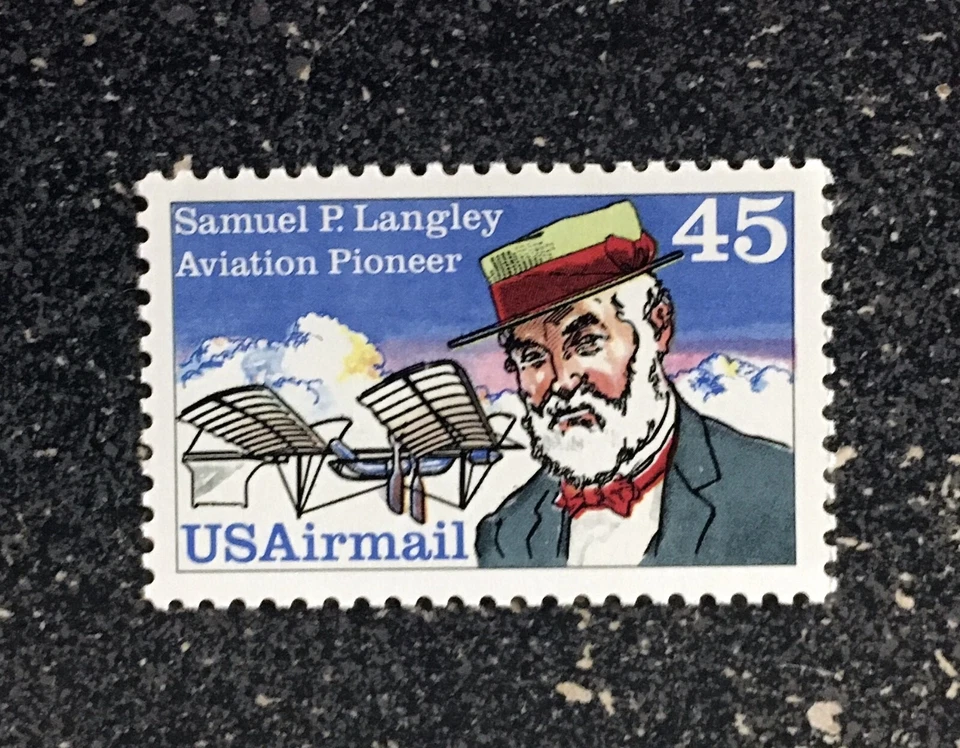 Samuel P. Langley
Aviation Pioneer
45
USAirmail